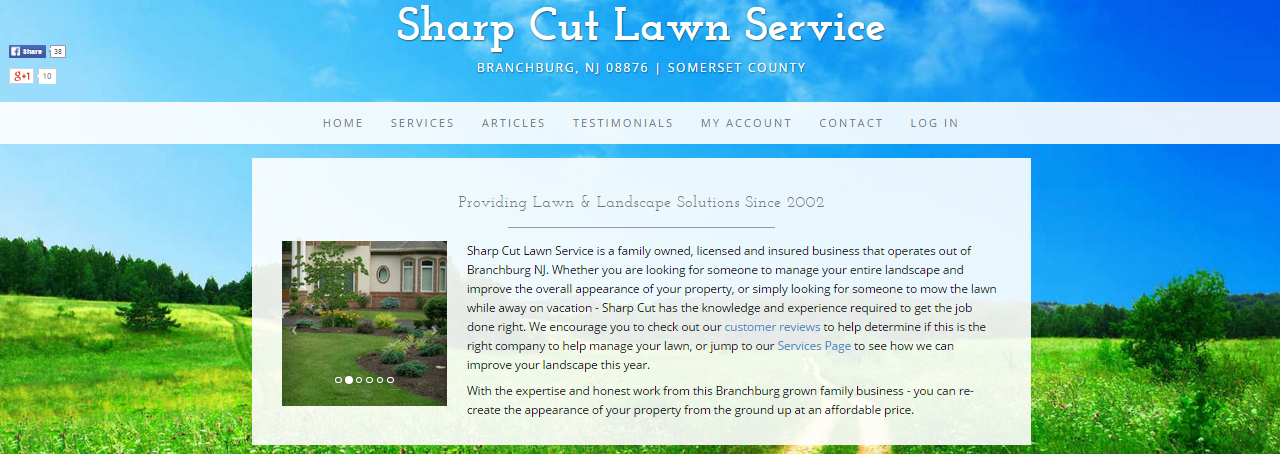 Sharp Cut Lawn Service
Share 38
BRANCHBURG, NJ 08876 | SOMERSET COUNTY
g+1 10
HOME SERVICES ARTICLES TESTIMONIALS MY ACCOUNT CONTACT LOG IN
Providing Lawn & Landscape Solutions Since 2002
Sharp Cut Lawn Service is a family owned, licensed and insured business that operates out of
Branchburg NJ. Whether you are looking for someone to manage your entire landscape and
improve the overall appearance of your property, or simply looking for someone to mow the lawn
while away on vacation - Sharp Cut has the knowledge and experience required to get the job
done right. We encourage you to check out our customer reviews to help determine if this is the
right company to help manage your lawn, or jump to our Services Page to see how we can
improve your landscape this year.
With the expertise and honest work from this Branchburg grown family business - you can re-
create the appearance of your property from the ground up at an affordable price.